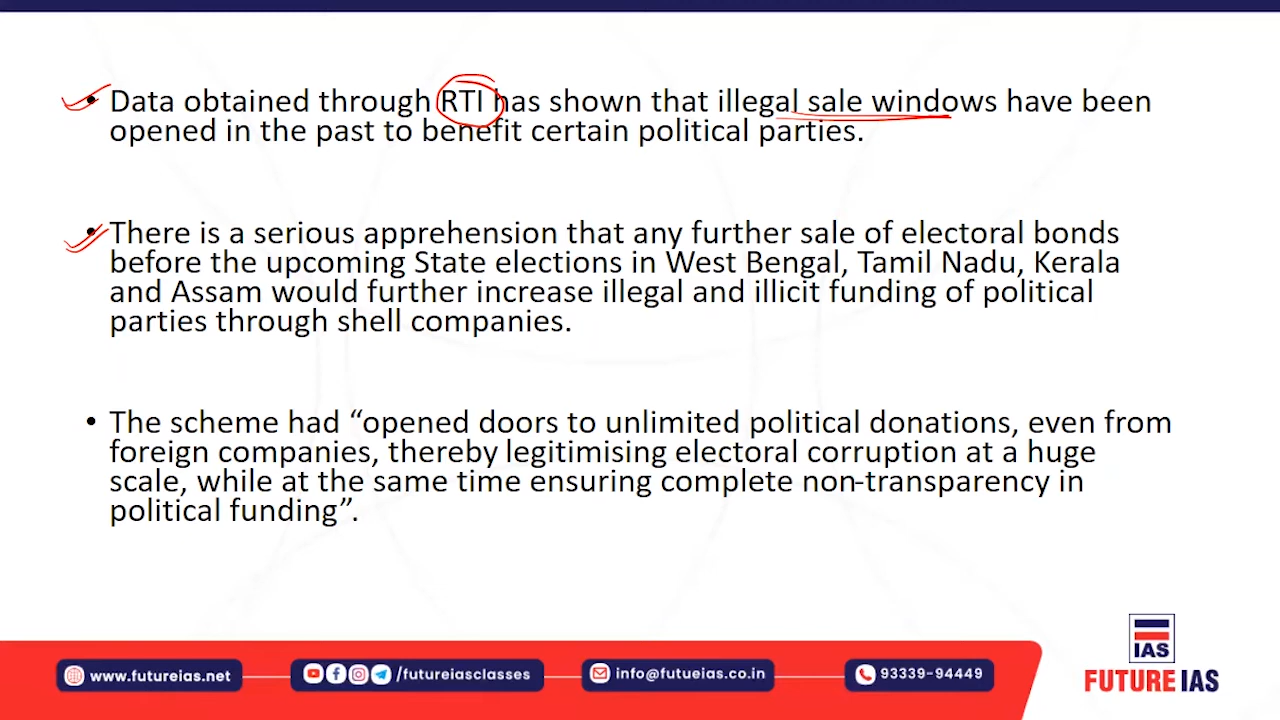 • Data obtained through RTI has shown that illegal sale windows have been
opened in the past to benefit certain political parties.
• There is a serious apprehension that any further sale of electoral bonds
before the upcoming State elections in West Bengal, Tamil Nadu, Kerala
and Assam would further increase illegal and illicit funding of political
parties through shell companies.
• The scheme had “opened doors to unlimited political donations, even from
foreign companies, thereby legitimising electoral corruption at a huge
scale, while at the same time ensuring complete non-transparency in
political funding”.
IAS
FUTURE IAS
www.futureias.net
/futureiasclasses
info@futueias.co.in
93339-94449